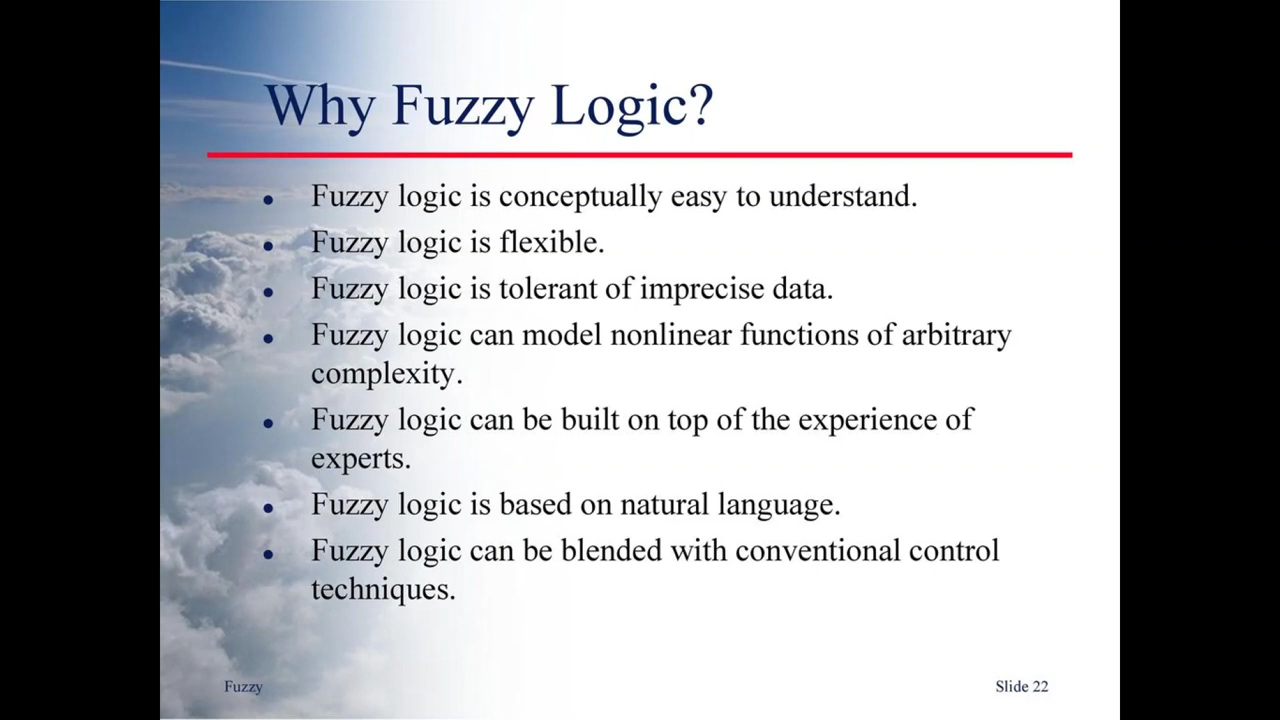 Why Fuzzy Logic?
• Fuzzy logic is conceptually easy to understand.
• Fuzzy logic is flexible.
• Fuzzy logic is tolerant of imprecise data.
• Fuzzy logic can model nonlinear functions of arbitrary
complexity.
• Fuzzy logic can be built on top of the experience of
experts.
• Fuzzy logic is based on natural language.
• Fuzzy logic can be blended with conventional control
techniques.
Fuzzy
Slide 22